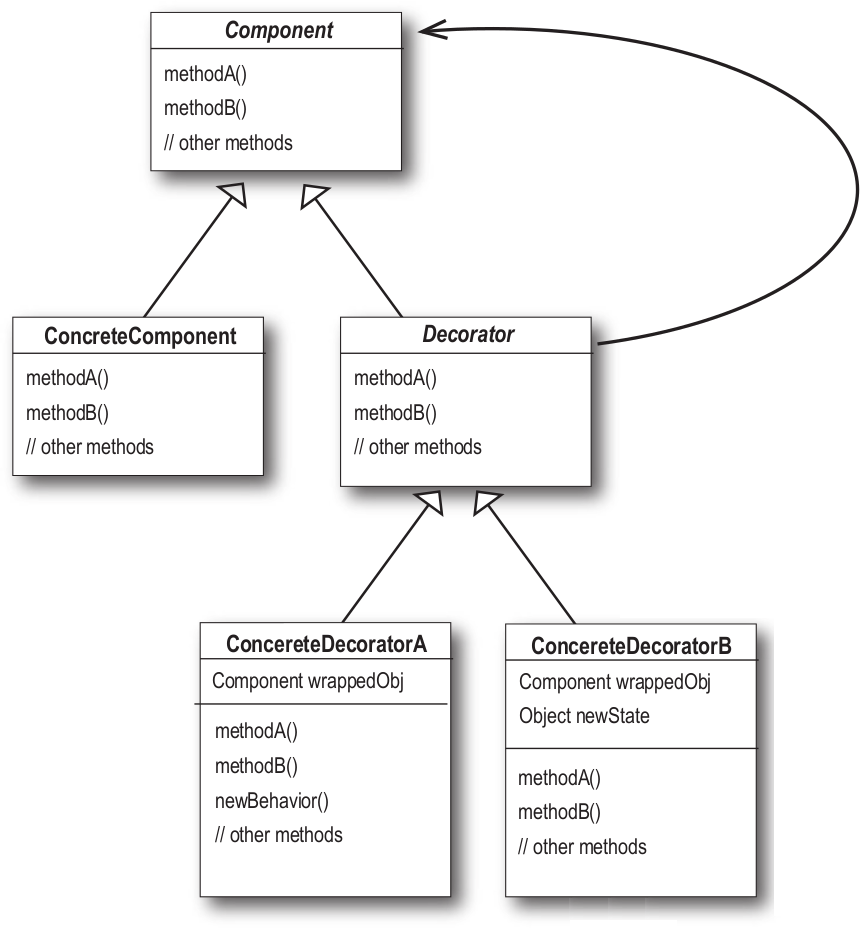 Component
methodA()
methodB()
// other methods
ConcreteComponent
methodA()
methodB()
// other methods
Decorator
methodA()
methodB()
// other methods
ConcereteDecoratorA
Component wrappedObj
methodA()
methodB()
newBehavior()
// other methods
ConcereteDecoratorB
Component wrappedObj
Object newState
methodA()
methodB()
// other methods